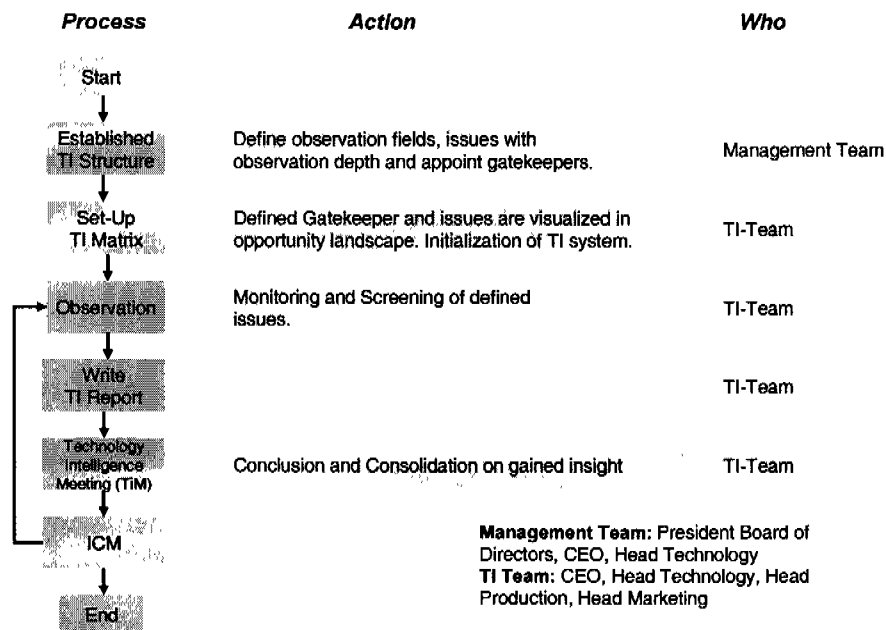 Process Action Who
Start
Established
TI Structure
Define observation fields, issues with
observation depth and appoint gatekeepers.
Management Team
Set-Up
TI Matrix
Defined Gatekeeper and issues are visualized in
opportunity landscape. Initialization of TI system.
TI-Team
Observation
Monitoring and Screening of defined
issues.
TI-Team
Write
TI Report
TI-Team
Technology
Intelligence
Meeting (TiM)
Conclusion and Consolidation on gained insight
TI-Team
ICM
Management Team: President Board of
Directors, CEO, Head Technology
TI Team: CEO, Head Technology, Head
Production, Head Marketing
End